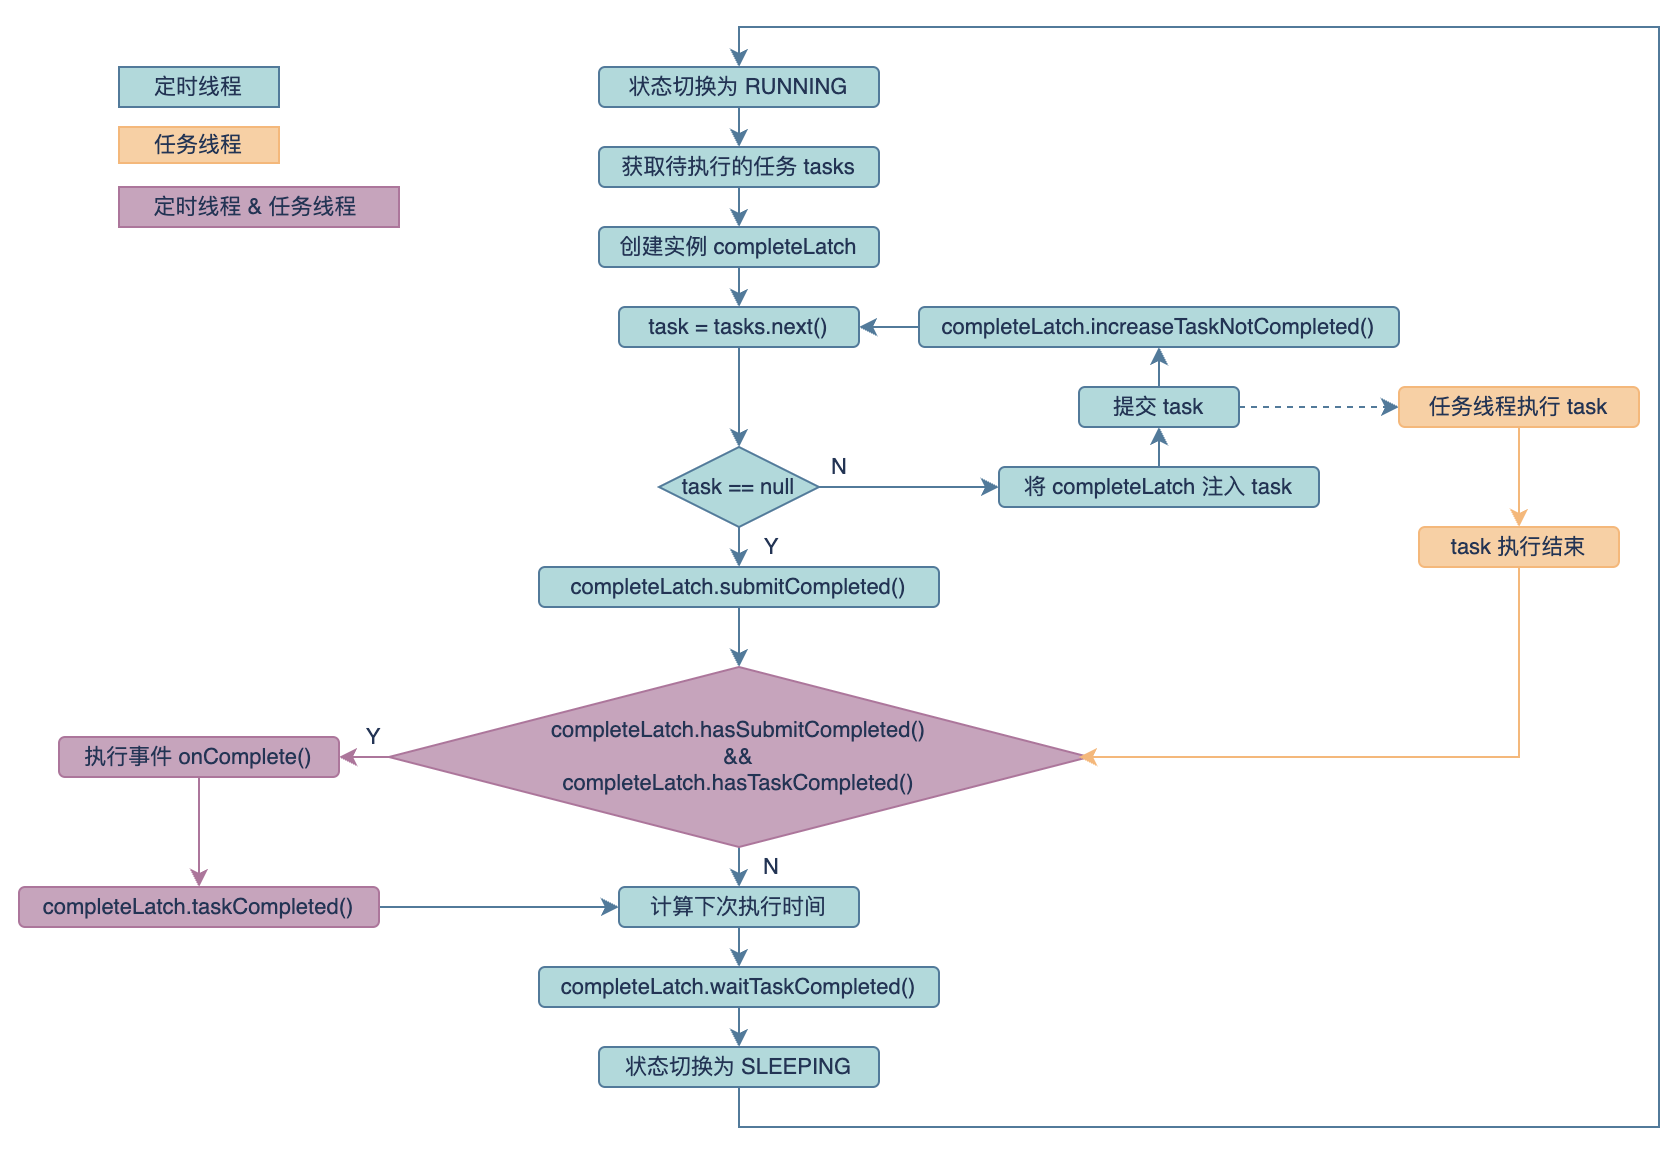 定时线程
任务线程
定时线程 & 任务线程
状态切换为 RUNNING
获取待执行的任务 tasks
创建实例 completeLatch
task = tasks.next()
completeLatch.increaseTaskNotCompleted()
提交 task
任务线程执行 task
task == null
N
将 completeLatch 注入 task
task 执行结束
Y
completeLatch.submitCompleted()
completeLatch.hasSubmitCompleted()
&&
completeLatch.hasTaskCompleted()
Y
执行事件 onComplete()
N
completeLatch.taskCompleted()
计算下次执行时间
completeLatch.waitTaskCompleted()
状态切换为 SLEEPING